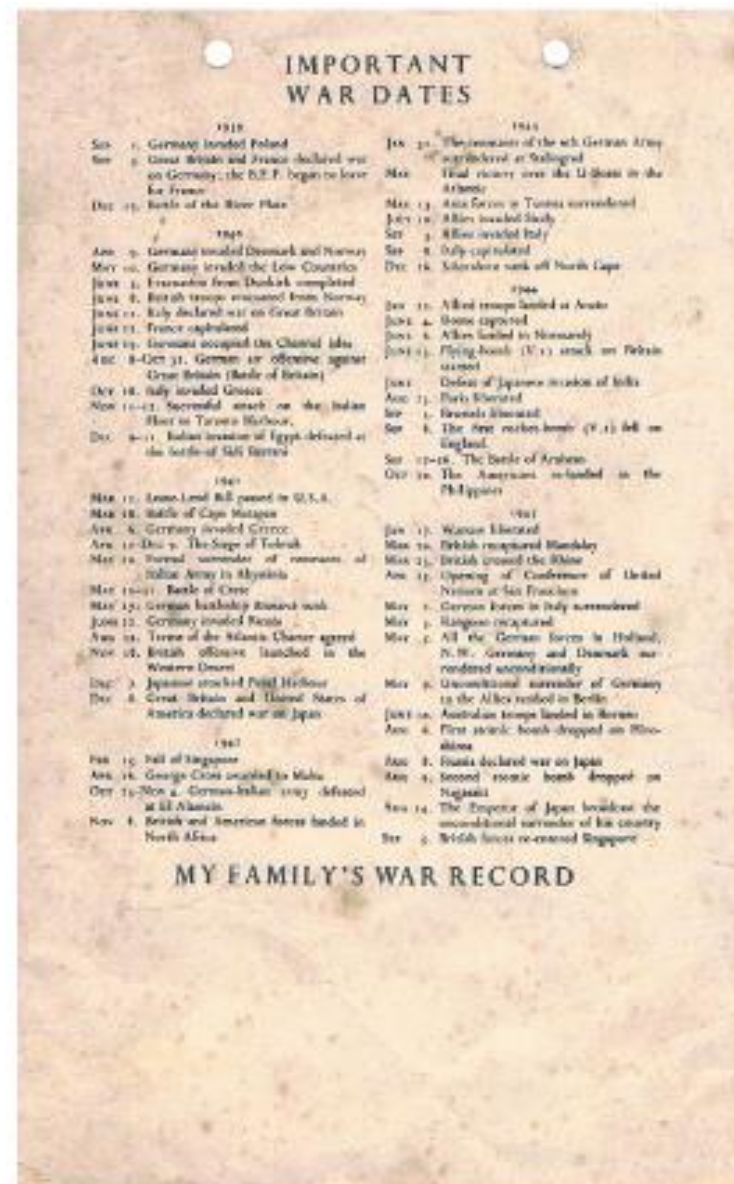 IMPORTANT
WAR DATES
1939
SEP 1. Germany invaded Poland
SEP 3. Great Britain and France declared war
on Germany; the B.E.F. began to leave
for France
DEC 13. Battle of the River Plate
1940
APR 9. Germany invaded Denmark and Norway
MAY 10. Germany invaded the Low Countries
JUNE 3. Evacuation from Dunkirk completed
JUNE 8. British troops evacuated from Norway
JUNE 11. Italy declared war on Great Britain
JUNE 22. France capitulated
JUNE 29. Germans occupied the Channel Isles
AUG 8-OCT 31. German air offensive against
Great Britain (Battle of Britain)
OCT 28. Italy invaded Greece
NOV 11-12. Successful attack on the Italian
Fleet in Taranto Harbour.
DEC 9-11. Italian invasion of Egypt defeated at
the battle of Sidi Barrani
1941
MAR 11. Lease-Lend Bill passed in U.S.A.
MAR 28. Battle of Cape Matapan
APR 6. Germany invaded Greece
APR 12-DEC 9. The Siege of Tobruk
MAY 20. Formal surrender of remnants of
Italian Army in Abyssinia
MAY 20-31. Battle of Crete
MAY 27. German battleship Bismarck sunk
JUNE 22. Germany invaded Russia
AUG 12. Terms of the Atlantic Charter agreed
NOV 18. British offensive launched in the
Western Desert
DEC 7. Japanese attacked Pearl Harbour
DEC 8. Great Britain and United States of
America declared war on Japan
1942
FEB 15. Fall of Singapore
APR 16. George Cross awarded to Malta
OCT 23-NOV 4. German-Italian army defeated
at El Alamein
NOV 8. British and American forces landed in
North Africa
1943
JAN 31. The remnants of the 6th German Army
surrendered at Stalingrad
MAY Final victory over the U-Boats in the
Atlantic
MAY 13. Axis forces in Tunisia surrendered
JULY 10. Allies invaded Sicily
SEP 3. Allies invaded Italy
SEP 8. Italy capitulated
DEC 26. Scharnhorst sunk off North Cape
1944
JAN 22. Allied troops landed at Anzio
JUNE 4. Rome captured
JUNE 6. Allies landed in Normandy
JUNE 13. Flying-bomb (V.1) attack on Britain
started
JUNE Defeat of Japanese invasion of India
AUG 25. Paris liberated
SEP 3. Brussels liberated
SEP 8. The first rocket-bomb (V.2) fell on
England.
SEP 17-26. The Battle of Arnhem
OCT 20. The Americans re-landed in the
Philippines
1945
JAN 17. Warsaw liberated
MAR 20. British recaptured Mandalay
MAR 23. British crossed the Rhine
APR 25. Opening of Conference of United
Nations at San Francisco
MAY 2. German forces in Italy surrendered
MAY 3. Rangoon recaptured
MAY 5. All the German forces in Holland,
N.W. Germany and Denmark sur-
rendered unconditionally
MAY 9. Unconditional surrender of Germany
to the Allies ratified in Berlin
JUNE 10. Australian troops landed in Borneo
AUG 6. First atomic bomb dropped on Hiro-
shima
AUG 8. Russia declared war on Japan
AUG 9. Second atomic bomb dropped on
Nagasaki
AUG 14. The Emperor of Japan broadcast the
unconditional surrender of his country
SEP 5. British forces re-entered Singapore
MY FAMILY'S WAR RECORD